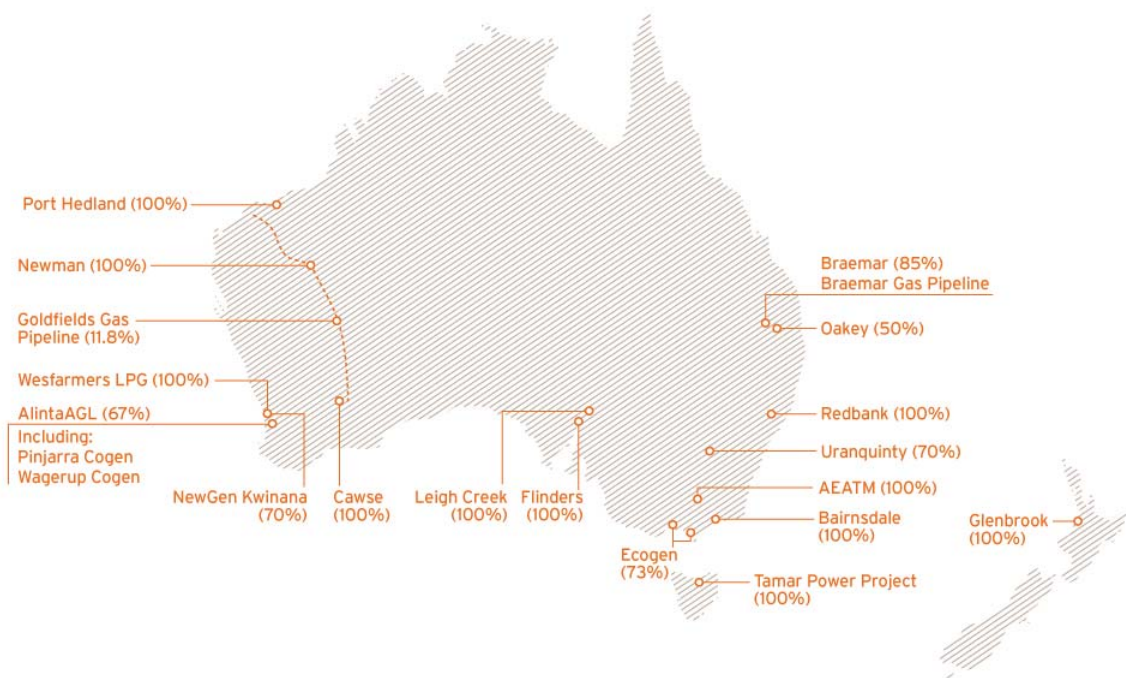 Port Hedland (100%)
Newman (100%)
Goldfields Gas
Pipeline (11.8%)
Wesfarmers LPG (100%)
AlintaAGL (67%)
Including:
Pinjarra Cogen
Wagerup Cogen
NewGen Kwinana
(70%)
Cawse
(100%)
Leigh Creek
(100%)
Flinders
(100%)
Braemar (85%)
Braemar Gas Pipeline
Oakey (50%)
Redbank (100%)
Uranquinty (70%)
AEATM (100%)
Bairnsdale
(100%)
Ecogen
(73%)
Tamar Power Project
(100%)
Glenbrook
(100%)